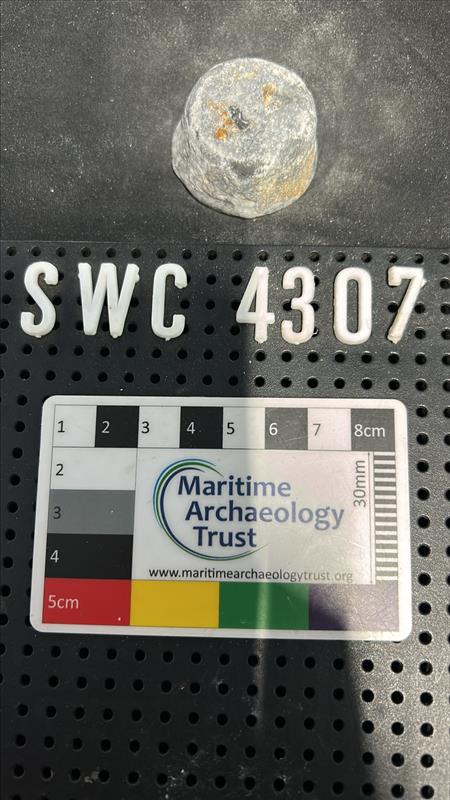 SWC 4307
1 2 3 4 5 6 7 8cm
2
3
4
5cm
30mm
Maritime
Archaeology
Trust
www.maritimearchaeologytrust.org